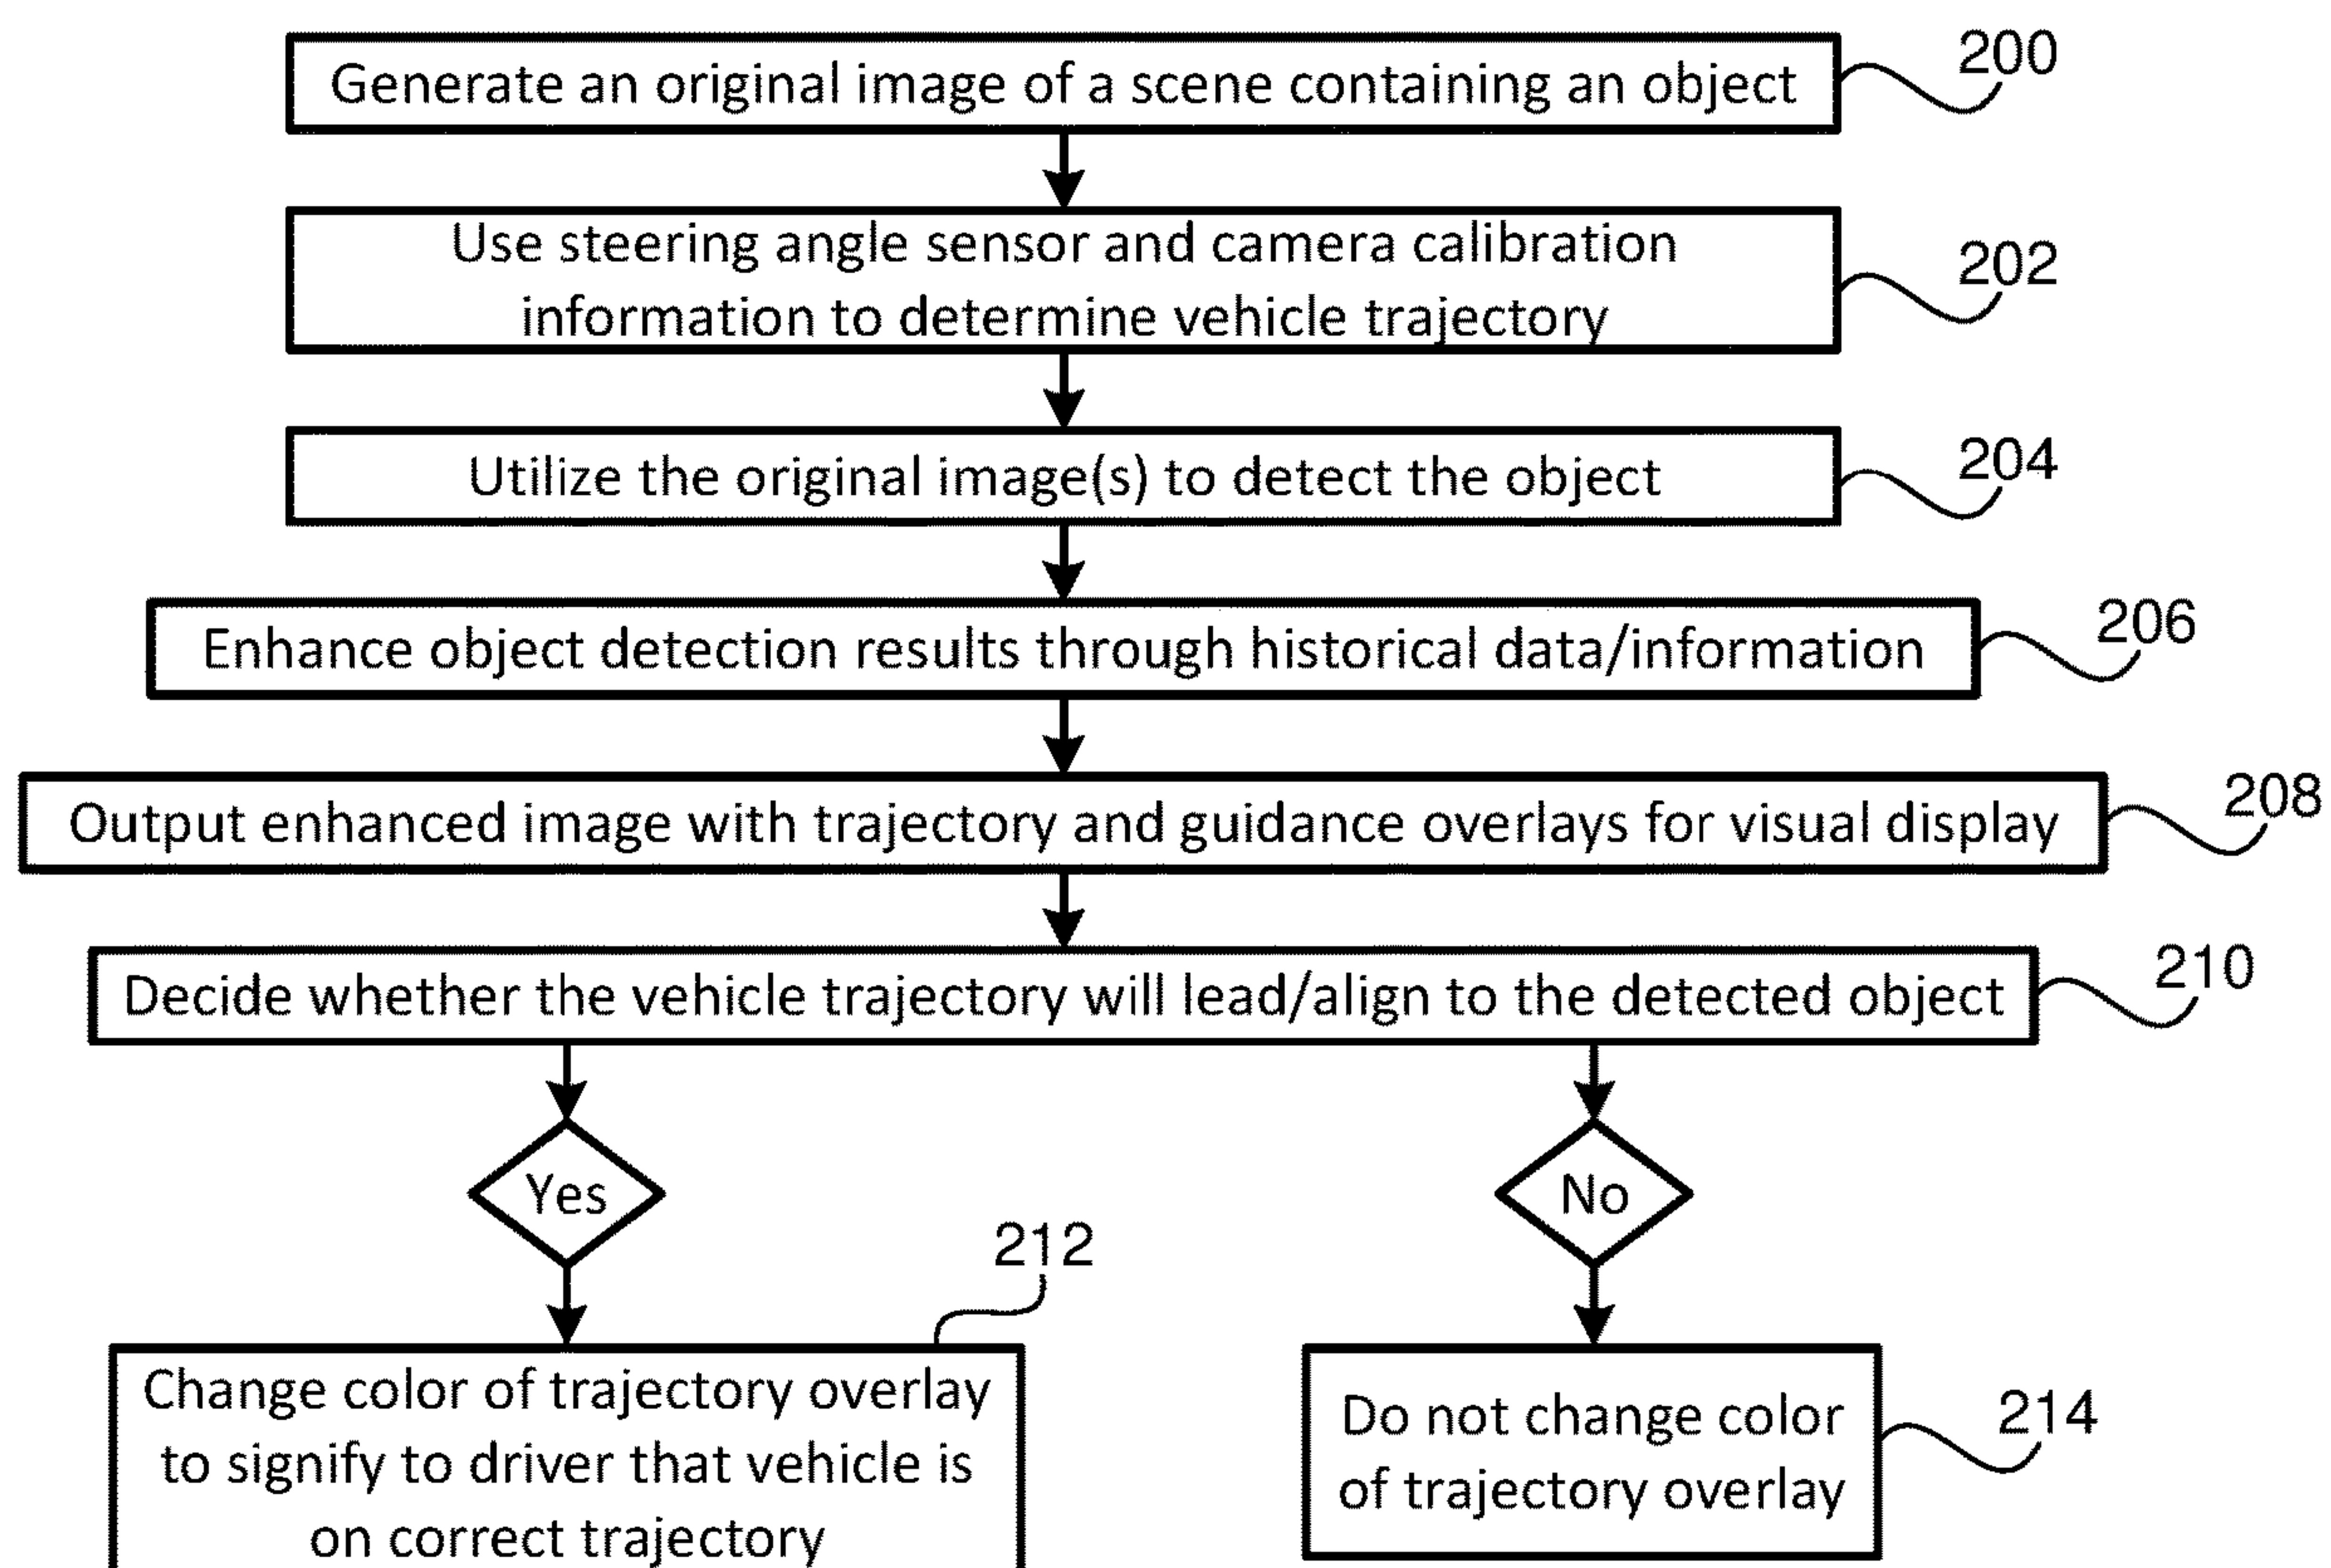 Generate an original image of a scene containing an object
200
Use steering angle sensor and camera calibration
information to determine vehicle trajectory
202
Utilize the original image(s) to detect the object
204
Enhance object detection results through historical data/information
206
Output enhanced image with trajectory and guidance overlays for visual display
208
Decide whether the vehicle trajectory will lead/align to the detected object
210
Yes
No
212
Change color of trajectory overlay
to signify to driver that vehicle is
on correct trajectory
Do not change color
of trajectory overlay
214